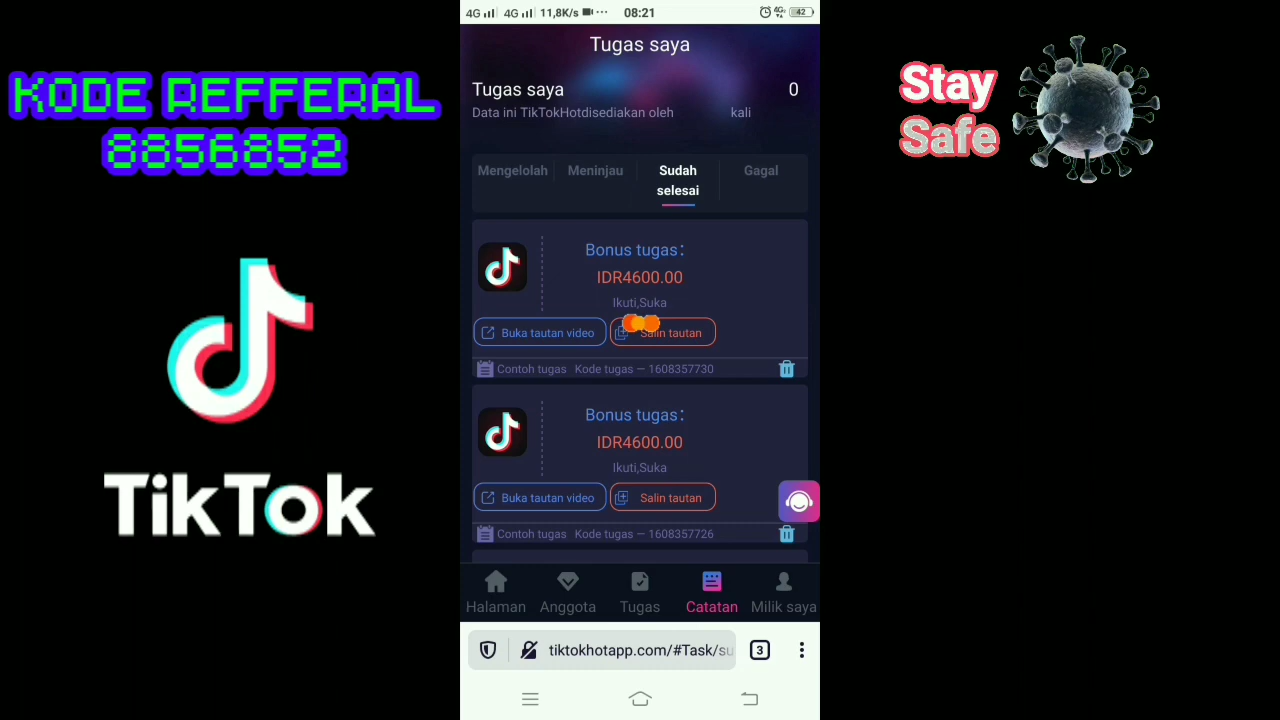 KODE REFFERAL
8856852
TikTok
4G 4G 11,8K/s ··· 08:21 4G 42
Tugas saya
Tugas saya 0
Data ini TikTokHotdisediakan oleh kali
Mengelolah Meninjau Sudah selesai Gagal
Bonus tugas:
IDR4600.00
Ikuti,Suka
Buka tautan video Salin tautan
Contoh tugas Kode tugas — 1608357730
Bonus tugas:
IDR4600.00
Ikuti,Suka
Buka tautan video Salin tautan
Contoh tugas Kode tugas — 1608357726
Halaman Anggota Tugas Catatan Milik saya
tiktokhotapp.com/#Task/su 3
Stay
Safe